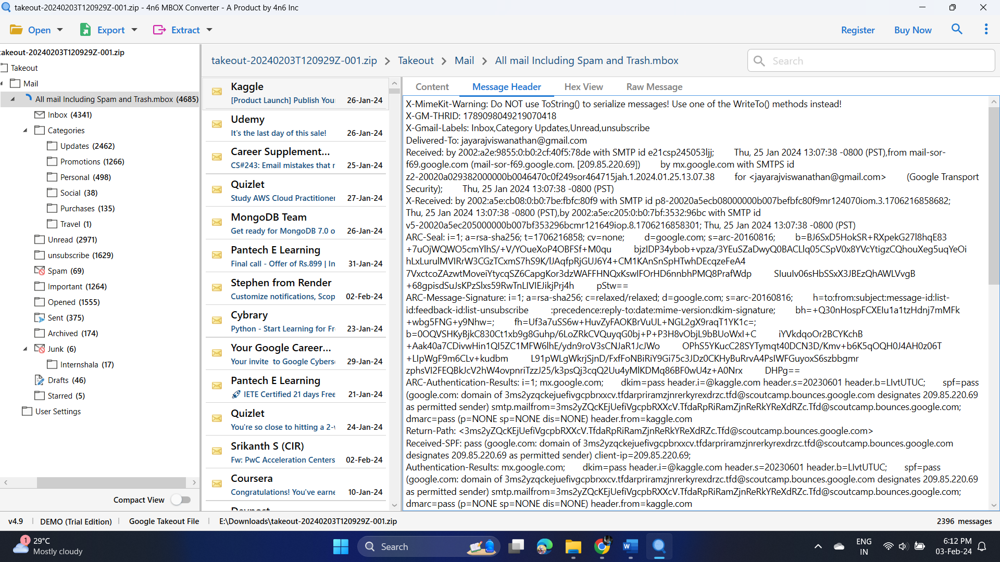 takeout-20240203T120929Z-001.zip - 4n6 MBOX Converter - A Product by 4n6 Inc
Open
Export
Extract
Register
Buy Now
takeout-20240203T120929Z-001.zip
Takeout
Mail
All mail Including Spam and Trash.mbox (4685)
Inbox (4341)
Categories
Updates (2462)
Promotions (1266)
Personal (498)
Social (38)
Purchases (135)
Travel (1)
Unread (2971)
unsubscribe (1629)
Spam (69)
Important (1264)
Opened (1555)
Sent (375)
Archived (174)
Junk (6)
Internshala (17)
Drafts (46)
Starred (5)
User Settings
Compact View
takeout-20240203T120929Z-001.zip > Takeout > Mail > All mail Including Spam and Trash.mbox
Search
Kaggle
[Product Launch] Publish You 26-Jan-24
Udemy
It's the last day of this sale! 26-Jan-24
Career Supplement...
CS#243: Email mistakes that 25-Jan-24
Quizlet
Study AWS Cloud Practitioner 27-Jan-24
MongoDB Team
Get ready for MongoDB 7.0 o 26-Jan-24
Pantech E Learning
Final call - Offer of Rs.899 | In 31-Jan-24
Stephen from Render
Customize notifications, Scop 02-Feb-24
Cybrary
Python - Start Learning for Fr 23-Jan-24
Your Google Career...
Your invite to Google Cybers 29-Jan-24
Pantech E Learning
🚀 IETE Certified 21 days Free 21-Jan-24
Quizlet
You're so close to hitting a 2- 24-Jan-24
Srikanth S (CIR)
Fw: PwC Acceleration Centers 02-Feb-24
Coursera
Congratulations! You've earne 10-Jan-24
Content Message Header Hex View Raw Message
X-MimeKit-Warning: Do NOT use ToString() to serialize messages! Use one of the WriteTo() methods instead!
X-GM-THRID: 1789098049219070418
X-Gmail-Labels: Inbox,Category Updates,Unread,unsubscribe
Delivered-To: jayarajviswanathan@gmail.com
Received: by 2002:a2e:9855:0:b0:2cf:40f5:78de with SMTP id e21csp245053ljj; Thu, 25 Jan 2024 13:07:38 -0800 (PST),from mail-sor-
f69.google.com (mail-sor-f69.google.com. [209.85.220.69]) by mx.google.com with SMTPS id
z2-20020a029382000000b0046470c0f249sor464715jah.1.2024.01.25.13.07.38 for <jayarajviswanathan@gmail.com> (Google Transport
Security); Thu, 25 Jan 2024 13:07:38 -0800 (PST)
X-Received: by 2002:a5e:cb08:0:b0:7be:fbfc:80f9 with SMTP id p8-20020a5ecb08000000b007befbfc80f9mr124070iom.3.1706216858682;
Thu, 25 Jan 2024 13:07:38 -0800 (PST),by 2002:a5e:c205:0:b0:7bf:3532:96bc with SMTP id
v5-20020a5ec205000000b007bf353296bcmr121649iop.8.1706216858301; Thu, 25 Jan 2024 13:07:38 -0800 (PST)
ARC-Seal: i=1; a=rsa-sha256; t=1706216858; cv=none; d=google.com; s=arc-20160816; b=BJ6SxD5HokSR+RXpekG27l8hqE83
+7uOjWQWO5cmYlhS/+V/YOueXoP4OBFSf+M0qu bjzIDP34ybob+vpza/3YEuSZaDwyQ0BACLlq05CSpV0x8YVcYtigzCQhouXeg5uqYeOi
hLxLurulMVIRrW3CGzTCxmS7hS9K/lJAqfpRjGUJ6Y4+CM1KAnSnSpHTwhDEcqzeFeA4
7VxctcoZAzwtMoveiYtycqSZ6CapgKor3dzWAFFHNQxKswIFOrHD6nnbhPMQ8PrafWdp SIuulv06sHbSSxX3JBEzQhAWLVvgB
+68gpisdSuJsKPzSlxs59RwTnLIVIEJikjPrj4h pStw==
ARC-Message-Signature: i=1; a=rsa-sha256; c=relaxed/relaxed; d=google.com; s=arc-20160816; h=to:from:subject:message-id:list-
id:feedback-id:list-unsubscribe :precedence:reply-to:date:mime-version:dkim-signature; bh=+Q30nHospFCXEIu1a1tzHdnj7mMFk
+wbg5FNG+y9Nhw=; fh=Uf3a7uSS6w+HuvZyFAOKBrVuUL+NGL2gX9raqT1YK1c=;
b=0OQVSHKyBjkC830Ct1xb9g8Guhp/6LoZRkCVQuyqG0bj+P+P3H8vObjL9bBUoWxI+C iYVkdqoOr2BCYKchB
+Aak40a7CDivwHin1QI5ZC1MFW6lhE/ydn9roV3sCNJaR1JcJWo OPhS5YKucC28SYTymqt40DCN3D/Kmv+b6K5qOQH0J4AH0z06T
+LIpWgF9m6CLv+kudbm L91pWLgWkrjSjnD/FxfFoNBiRiY9Gi75c3JDz0CKHyBuRrvA4PsIWFGuyoxS6szbbgmr
zphsVI2FEQBkJcV2hW4ovpnriTzzJ25/k3psQj3cqQ2Uu4yMlKDMq86BF0wU4z+A0Nrx DHPg==
ARC-Authentication-Results: i=1; mx.google.com; dkim=pass header.i=@kaggle.com header.s=20230601 header.b=LIvtUTUC; spf=pass
(google.com: domain of 3ms2yzqckejuefivgcpbrxxcv.tfdarpriramzjnrerkyrexdrzc.tfd@scoutcamp.bounces.google.com designates 209.85.220.69
as permitted sender) smtp.mailfrom=3ms2yZQcKEjUefiVgcpbRXXcV.TfdaRpRiRamZjnReRkYReXdRZc.Tfd@scoutcamp.bounces.google.com;
dmarc=pass (p=NONE sp=NONE dis=NONE) header.from=kaggle.com
Return-Path: <3ms2yZQcKEjUefiVgcpbRXXcV.TfdaRpRiRamZjnReRkYReXdRZc.Tfd@scoutcamp.bounces.google.com>
Received-SPF: pass (google.com: domain of 3ms2yzqckejuefivgcpbrxxcv.tfdarpriramzjnrerkyrexdrzc.tfd@scoutcamp.bounces.google.com
designates 209.85.220.69 as permitted sender) client-ip=209.85.220.69;
Authentication-Results: mx.google.com; dkim=pass header.i=@kaggle.com header.s=20230601 header.b=LIvtUTUC; spf=pass
(google.com: domain of 3ms2yzqckejuefivgcpbrxxcv.tfdarpriramzjnrerkyrexdrzc.tfd@scoutcamp.bounces.google.com designates 209.85.220.69
as permitted sender) smtp.mailfrom=3ms2yZQcKEjUefiVgcpbRXXcV.TfdaRpRiRamZjnReRkYReXdRZc.Tfd@scoutcamp.bounces.google.com;
dmarc=pass (p=NONE sp=NONE dis=NONE) header.from=kaggle.com
v4.9 DEMO (Trial Edition) Google Takeout File E:\Downloads\takeout-20240203T120929Z-001.zip 2396 messages
1
29°C
Mostly cloudy
Search
ENG
IN
6:12 PM
03-Feb-24